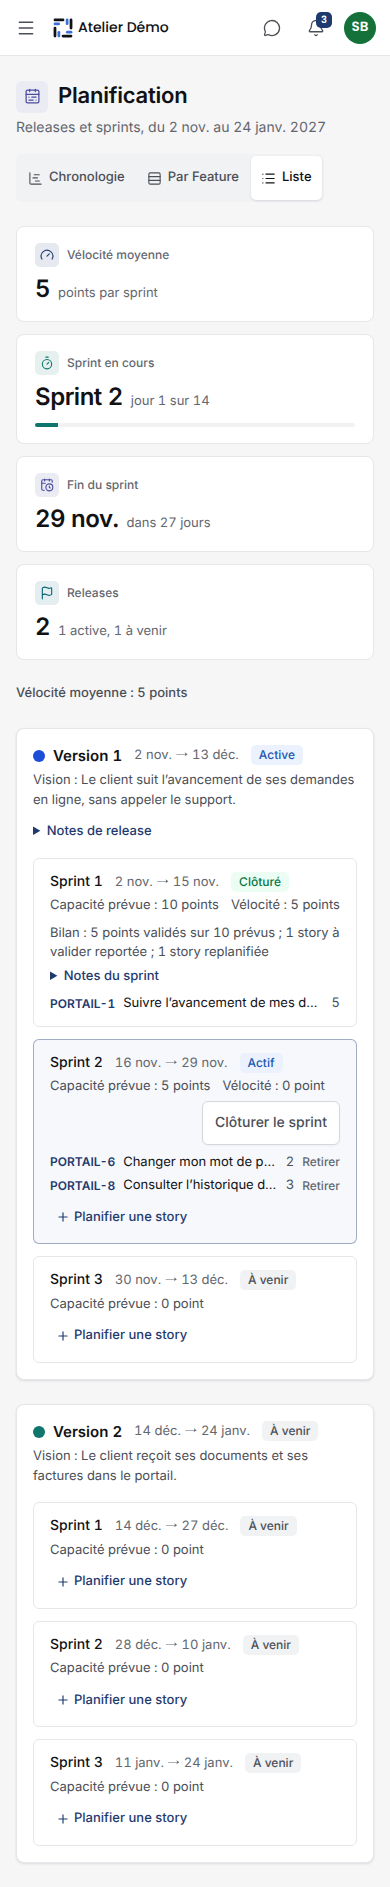 Atelier Démo
3
SB
Planification
Releases et sprints, du 2 nov. au 24 janv. 2027
Chronologie
Par Feature
Liste
Vélocité moyenne
5 points par sprint
Sprint en cours
Sprint 2 jour 1 sur 14
Fin du sprint
29 nov. dans 27 jours
Releases
2 1 active, 1 à venir
Vélocité moyenne : 5 points
Version 1 2 nov. → 13 déc. Active
Vision : Le client suit l’avancement de ses demandes
en ligne, sans appeler le support.
Notes de release
Sprint 1 2 nov. → 15 nov. Clôturé
Capacité prévue : 10 points Vélocité : 5 points
Bilan : 5 points validés sur 10 prévus ; 1 story à
valider reportée ; 1 story replanifiée
Notes du sprint
PORTAIL-1 Suivre l’avancement de mes d... 5
Sprint 2 16 nov. → 29 nov. Actif
Capacité prévue : 5 points Vélocité : 0 point
Clôturer le sprint
PORTAIL-6 Changer mon mot de p... 2 Retirer
PORTAIL-8 Consulter l’historique d... 3 Retirer
+ Planifier une story
Sprint 3 30 nov. → 13 déc. À venir
Capacité prévue : 0 point
+ Planifier une story
Version 2 14 déc. → 24 janv. À venir
Vision : Le client reçoit ses documents et ses
factures dans le portail.
Sprint 1 14 déc. → 27 déc. À venir
Capacité prévue : 0 point
+ Planifier une story
Sprint 2 28 déc. → 10 janv. À venir
Capacité prévue : 0 point
+ Planifier une story
Sprint 3 11 janv. → 24 janv. À venir
Capacité prévue : 0 point
+ Planifier une story